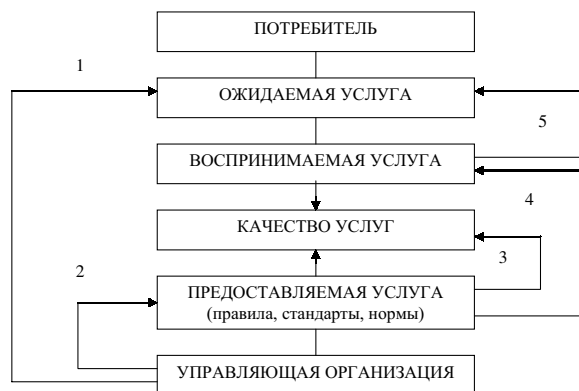 ПОТРЕБИТЕЛЬ
1
ОЖИДАЕМАЯ УСЛУГА
5
ВОСПРИНИМАЕМАЯ УСЛУГА
4
КАЧЕСТВО УСЛУГ
3
2
ПРЕДОСТАВЛЯЕМАЯ УСЛУГА
(правила, стандарты, нормы)
УПРАВЛЯЮЩАЯ ОРГАНИЗАЦИЯ